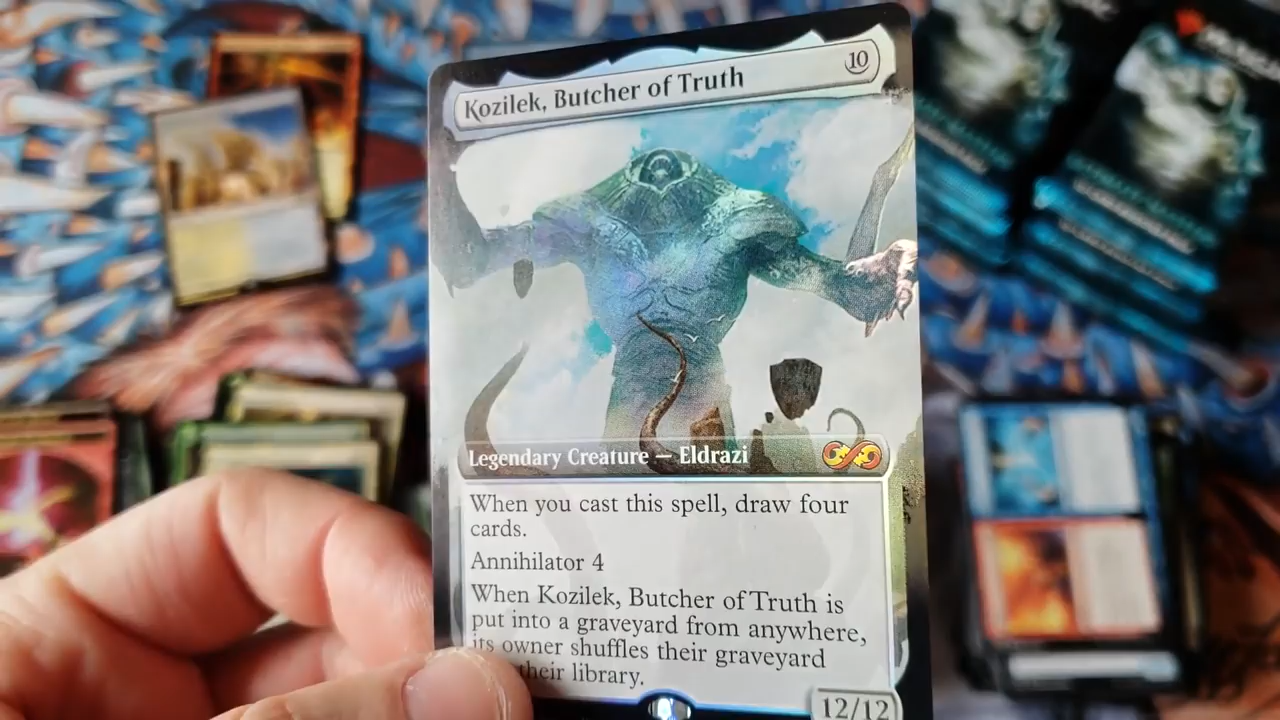 Kozilek, Butcher of Truth
10
Legendary Creature — Eldrazi
When you cast this spell, draw four
cards.
Annihilator 4
When Kozilek, Butcher of Truth is
put into a graveyard from anywhere,
its owner shuffles their graveyard
their library.
12/12